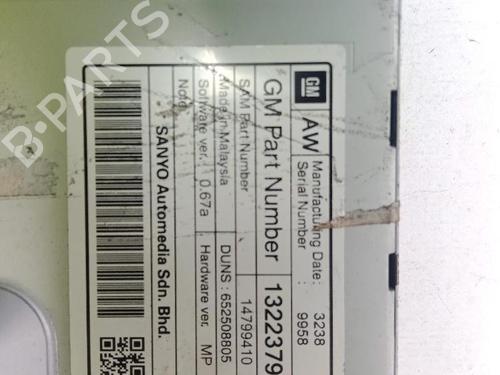 GM
AW
Manufacturing Date : 3238
Serial Number 9958
GM Part Number 1322379
SAM Part Number 14799410
Made in Malaysia DUNS : 652508805
Software ver. 0.67a Hardware ver. MP
Note
SANYO Automedia Sdn. Bhd.
B-PARTS